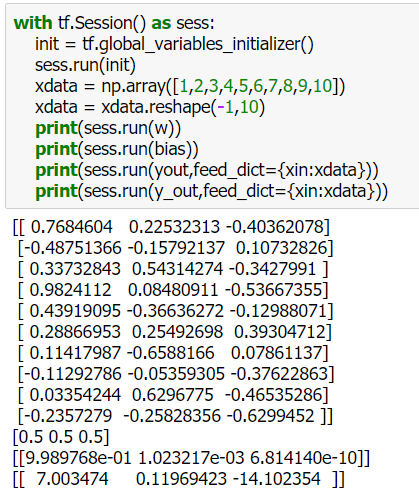 with tf.Session() as sess:
    init = tf.global_variables_initializer()
    sess.run(init)
    xdata = np.array([1,2,3,4,5,6,7,8,9,10])
    xdata = xdata.reshape(-1,10)
    print(sess.run(w))
    print(sess.run(bias))
    print(sess.run(yout,feed_dict={xin:xdata}))
    print(sess.run(y_out,feed_dict={xin:xdata}))
[[ 0.7684604   0.22532313 -0.40362078]
 [-0.48751366 -0.15792137  0.10732826]
 [ 0.33732843  0.54314274 -0.3427991 ]
 [ 0.9824112   0.08480911 -0.53667355]
 [ 0.43919095 -0.36636272 -0.12988071]
 [ 0.28866953  0.25492698  0.39304712]
 [ 0.11417987 -0.6588166   0.07861137]
 [-0.11292786 -0.05359305 -0.37622863]
 [ 0.03354244  0.6296775  -0.46535286]
 [-0.2357279  -0.25828356 -0.6299452 ]]
[0.5 0.5 0.5]
[[9.989768e-01 1.023217e-03 6.814140e-10]]
[[  7.003474     0.11969423 -14.102354  ]]